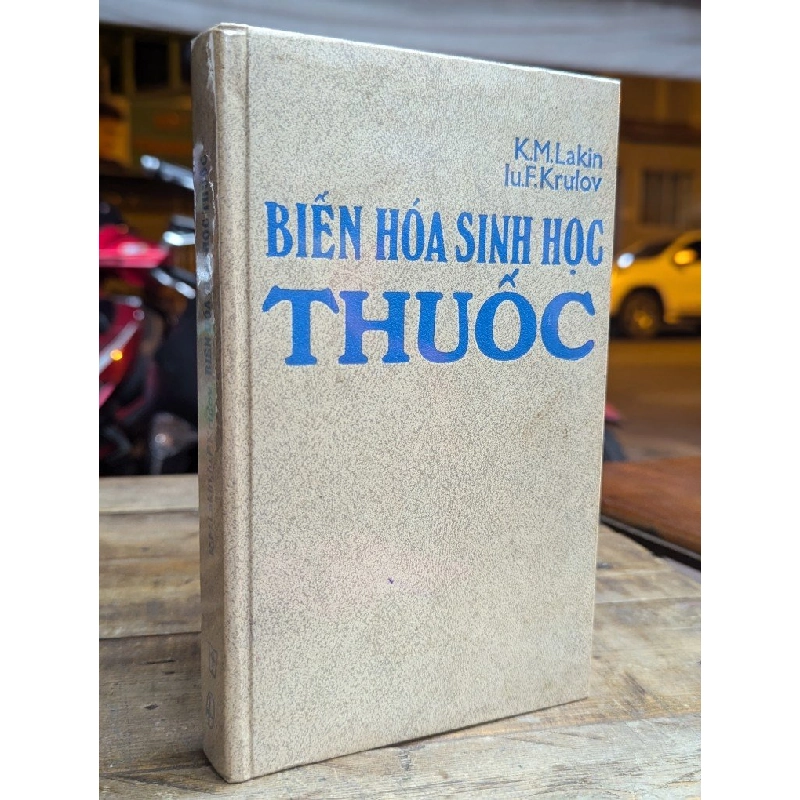 K.M.Lakin
Iu.F.Krulov
BIẾN HÓA SINH HỌC
THUỐC